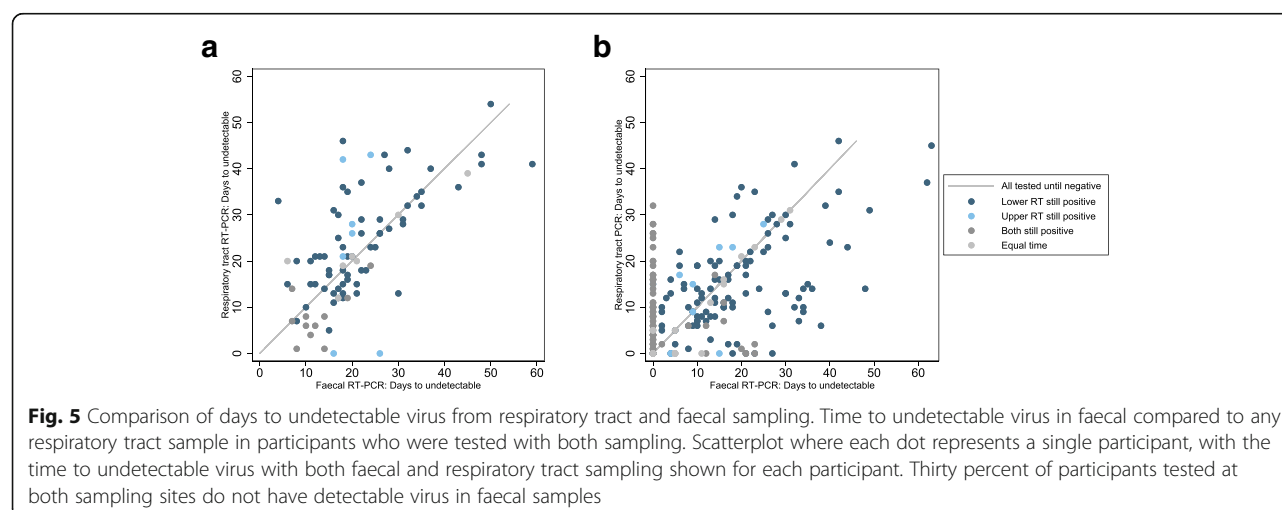 a
b
60
50
40
30
20
10
0
Respiratory tract RT-PCR: Days to undetectable
0 10 20 30 40 50 60
Faecal RT-PCR: Days to undetectable
60
50
40
30
20
10
0
Respiratory tract PCR: Days to undetectable
0 10 20 30 40 50 60
Faecal RT-PCR: Days to undetectable
All tested until negative
Lower RT still positive
Upper RT still positive
Both still positive
Equal time
Fig. 5 Comparison of days to undetectable virus from respiratory tract and faecal sampling. Time to undetectable virus in faecal compared to any
respiratory tract sample in participants who were tested with both sampling. Scatterplot where each dot represents a single participant, with the
time to undetectable virus with both faecal and respiratory tract sampling shown for each participant. Thirty percent of participants tested at
both sampling sites do not have detectable virus in faecal samples